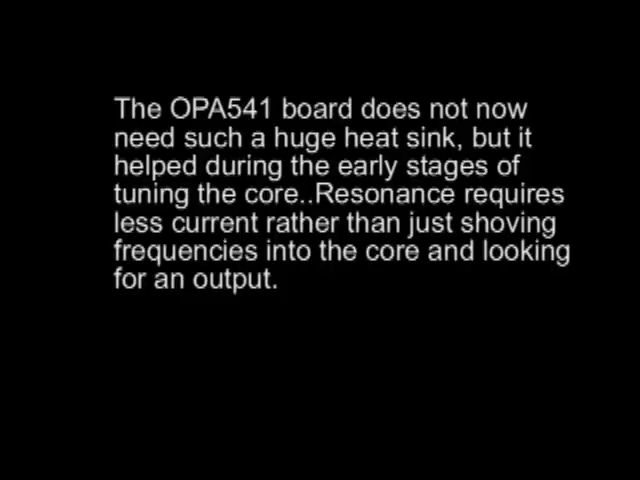 The OPA541 board does not now
need such a huge heat sink, but it
helped during the early stages of
tuning the core..Resonance requires
less current rather than just shoving
frequencies into the core and looking
for an output.